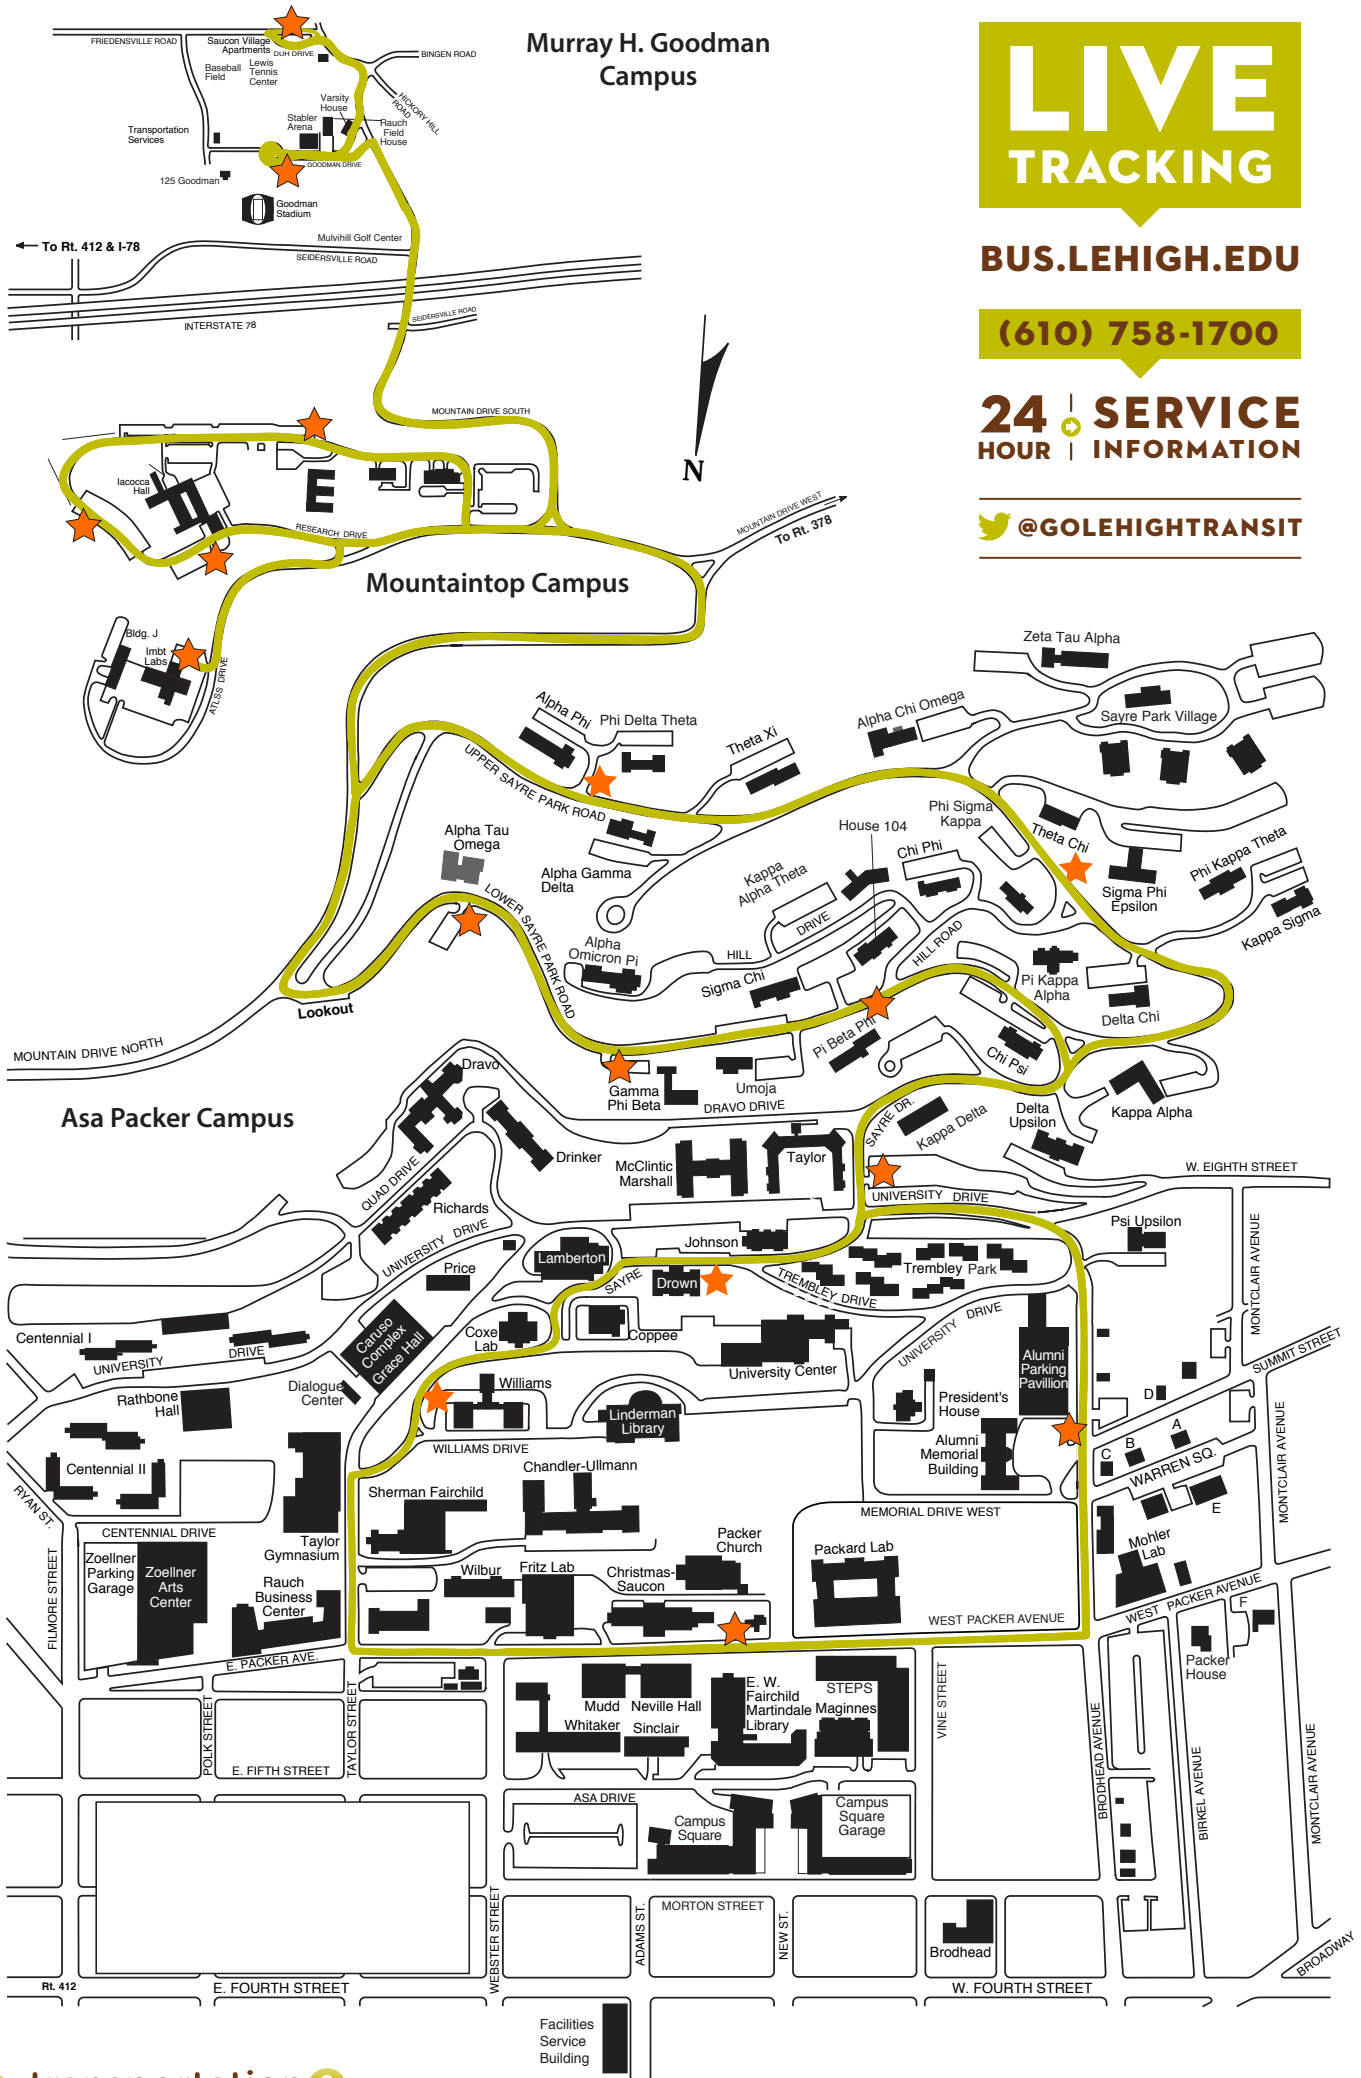 Murray H. Goodman
Campus
FRIEDENSVILLE ROAD
Saucon Village
Apartments
DUH DRIVE
BINGEN ROAD
Baseball
Field
Lewis
Tennis
Center
HICKORY HILL
ROAD
Varsity
House
Stabler
Arena
Rauch
Field
House
Transportation
Services
GOODMAN DRIVE
125 Goodman
Goodman
Stadium
To Rt. 412 & I-78
Mulvihill Golf Center
SEIDERSVILLE ROAD
INTERSTATE 78
SEIDERSVILLE ROAD
LIVE
TRACKING
BUS.LEHIGH.EDU
(610) 758-1700
24
HOUR
SERVICE
INFORMATION
@GOLEHIGHTRANSIT
N
MOUNTAIN DRIVE SOUTH
Iacocca
Hall
E
RESEARCH DRIVE
MOUNTAIN DRIVE WEST
To Rt. 378
Mountaintop Campus
Bldg. J
Imbt
Labs
ATLSS DRIVE
Zeta Tau Alpha
Sayre Park Village
Alpha Chi Omega
Alpha Phi
Phi Delta Theta
Theta Xi
UPPER SAYRE PARK ROAD
Alpha Tau
Omega
Alpha Gamma
Delta
House 104
Phi Sigma
Kappa
Theta Chi
Chi Phi
Kappa
Alpha Theta
Sigma Phi
Epsilon
Phi Kappa Theta
Kappa Sigma
LOWER SAYRE PARK ROAD
Alpha
Omicron Pi
HILL
DRIVE
HILL ROAD
Sigma Chi
Pi Kappa
Alpha
Delta Chi
Lookout
MOUNTAIN DRIVE NORTH
Pi Beta Phi
Chi Psi
Gamma
Phi Beta
Umoja
Kappa Alpha
Asa Packer Campus
Dravo
DRAVO DRIVE
SAYRE DR.
Kappa Delta
Delta
Upsilon
Drinker
McClintic
Marshall
Taylor
QUAD DRIVE
W. EIGHTH STREET
UNIVERSITY DRIVE
Richards
UNIVERSITY DRIVE
Johnson
Psi Upsilon
MONTCLAIR AVENUE
Lamberton
Price
SAYRE
Drown
TREMBLEY DRIVE
Trembley Park
UNIVERSITY DRIVE
Centennial I
UNIVERSITY
DRIVE
Caruso
Complex
Grace Hall
Coxe
Lab
Coppee
University Center
Alumni
Parking
Pavillion
SUMMIT STREET
Dialogue
Center
Rathbone
Hall
Williams
Linderman
Library
President's
House
D
A
B
C
WARREN SQ.
E
WILLIAMS DRIVE
Alumni
Memorial
Building
Centennial II
Chandler-Ullmann
Sherman Fairchild
MONTCLAIR AVENUE
RYAN ST.
MEMORIAL DRIVE WEST
CENTENNIAL DRIVE
Taylor
Gymnasium
Packer
Church
Packard Lab
Mohler
Lab
Zoellner
Parking
Garage
Zoellner
Arts
Center
Rauch
Business
Center
Wilbur
Fritz Lab
Christmas-
Saucon
WEST PACKER AVENUE
WEST PACKER AVENUE
F
FILMORE STREET
E. PACKER AVE.
Packer
House
Mudd
Neville Hall
E. W.
Fairchild
Martindale
Library
STEPS
Maginnes
Whitaker
Sinclair
VINE STREET
POLK STREET
TAYLOR STREET
E. FIFTH STREET
BRODHEAD AVENUE
BIRKEL AVENUE
MONTCLAIR AVENUE
ASA DRIVE
Campus
Square
Campus
Square
Garage
WEBSTER STREET
ADAMS ST.
MORTON STREET
NEW ST.
Brodhead
BROADWAY
Rt. 412
E. FOURTH STREET
W. FOURTH STREET
Facilities
Service
Building